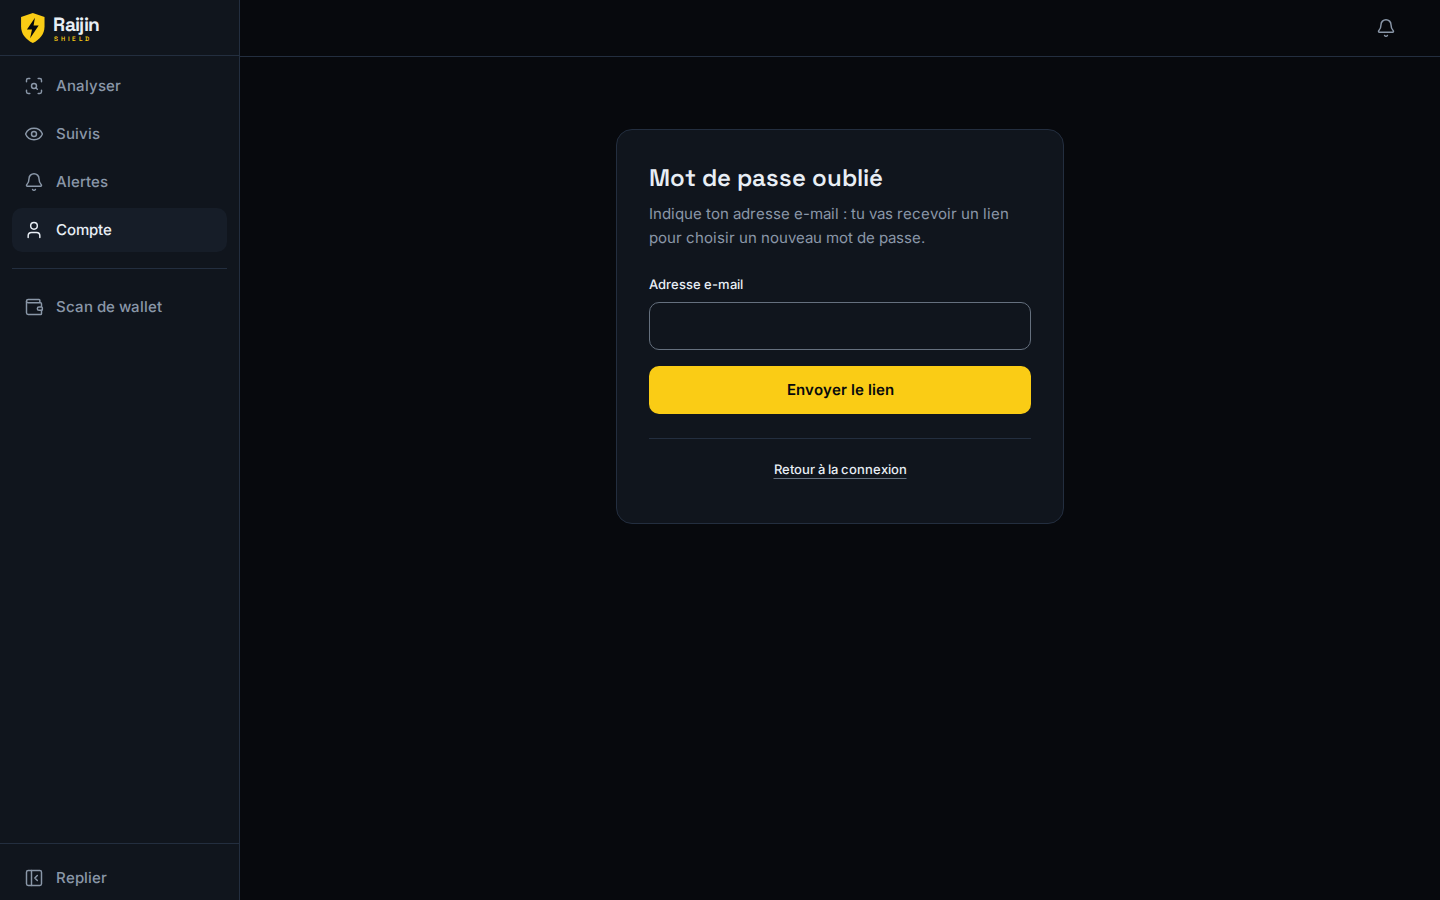 Raijin
SHIELD
Analyser
Suivis
Alertes
Compte
Scan de wallet
Replier
Mot de passe oublié
Indique ton adresse e-mail : tu vas recevoir un lien
pour choisir un nouveau mot de passe.
Adresse e-mail
Envoyer le lien
Retour à la connexion